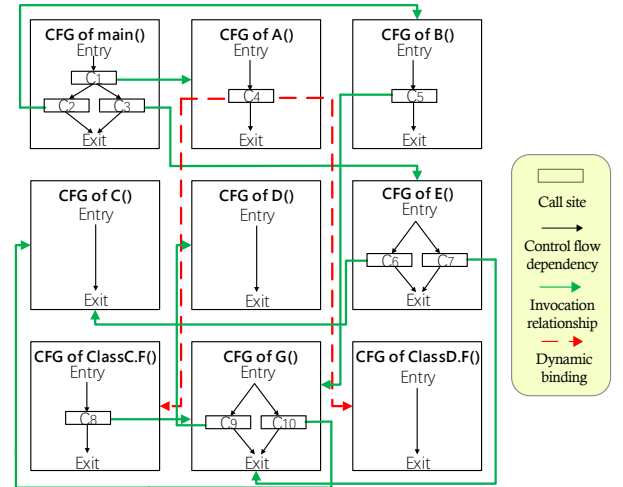 CFG of main()
Entry
C1
C2
C3
Exit
CFG of A()
Entry
C4
Exit
CFG of B()
Entry
C5
Exit
CFG of C()
Entry
Exit
CFG of D()
Entry
Exit
CFG of E()
Entry
C6
C7
Exit
CFG of ClassC.F()
Entry
C8
Exit
CFG of G()
Entry
C9
C10
Exit
CFG of ClassD.F()
Entry
Exit
Call site
Control flow
dependency
Invocation
relationship
Dynamic
binding